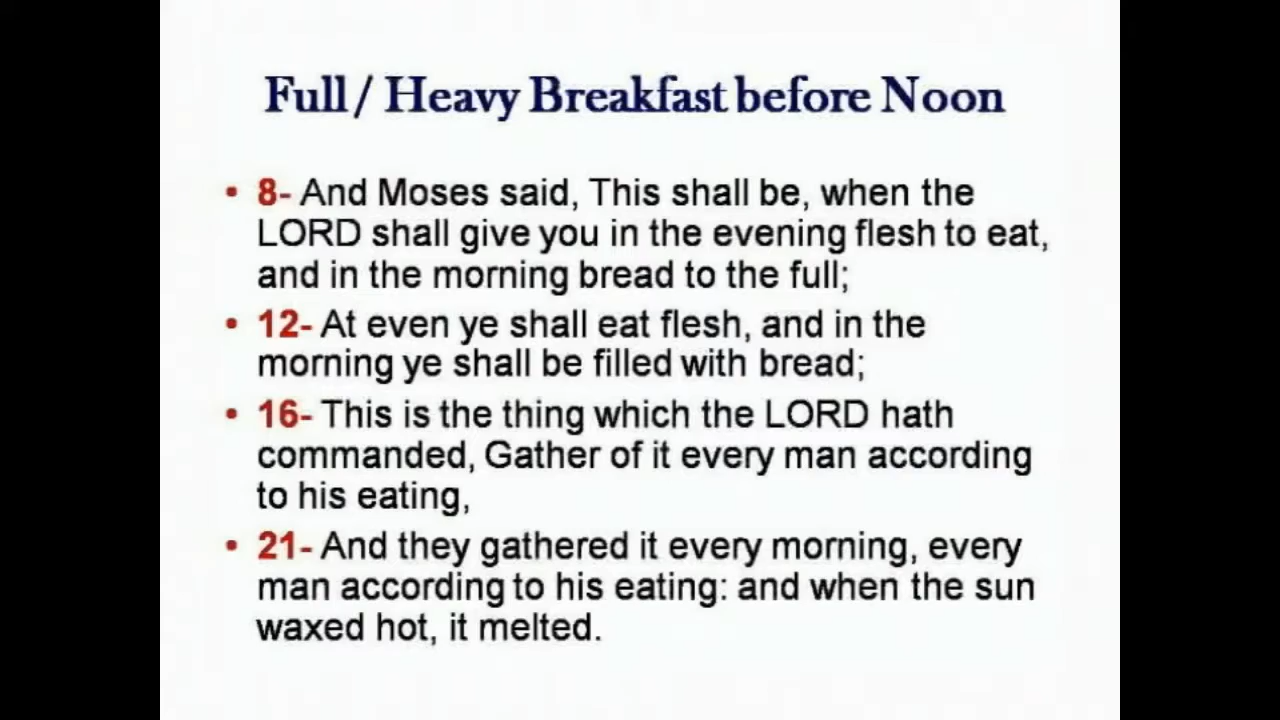 Full / Heavy Breakfast before Noon
• 8- And Moses said, This shall be, when the
LORD shall give you in the evening flesh to eat,
and in the morning bread to the full;
• 12- At even ye shall eat flesh, and in the
morning ye shall be filled with bread;
• 16- This is the thing which the LORD hath
commanded, Gather of it every man according
to his eating,
• 21- And they gathered it every morning, every
man according to his eating: and when the sun
waxed hot, it melted.